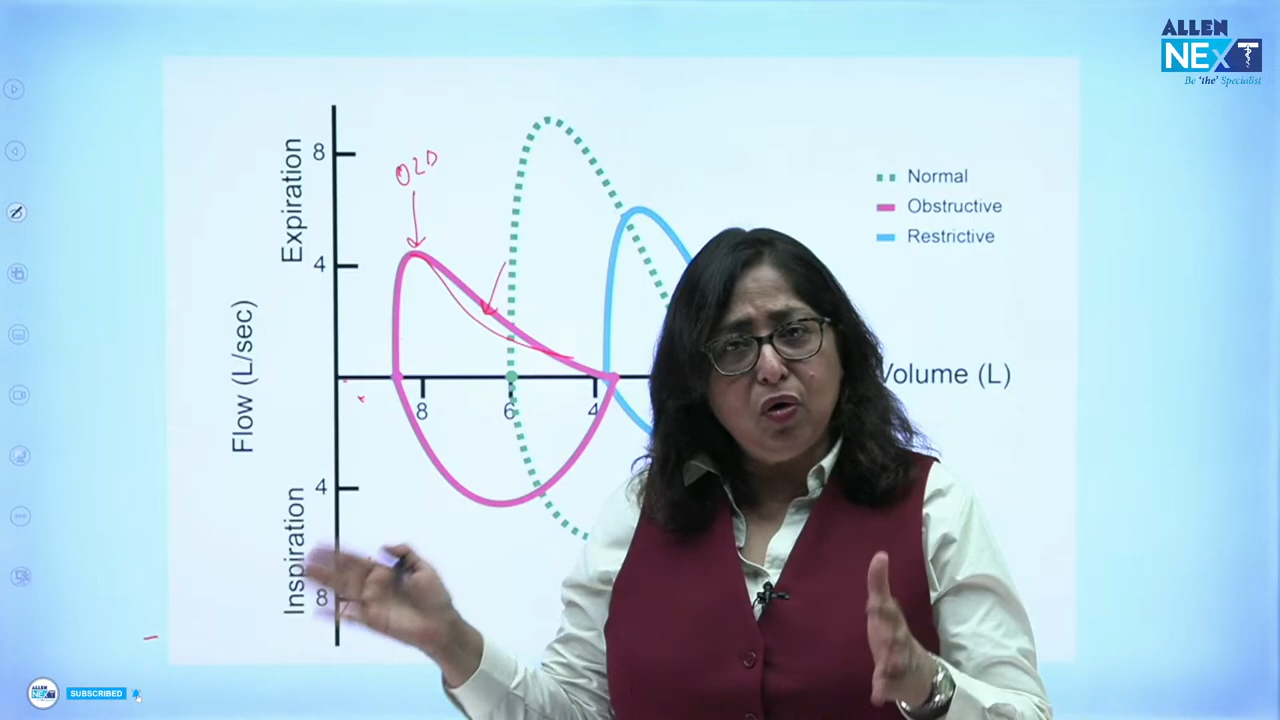 ALLEN
NEXT
Be 'the' Specialist
Expiration
8
4
OLD
Normal
Obstructive
Restrictive
Flow (L/sec)
8
6
4
Volume (L)
Inspiration
4
8
SUBSCRIBED